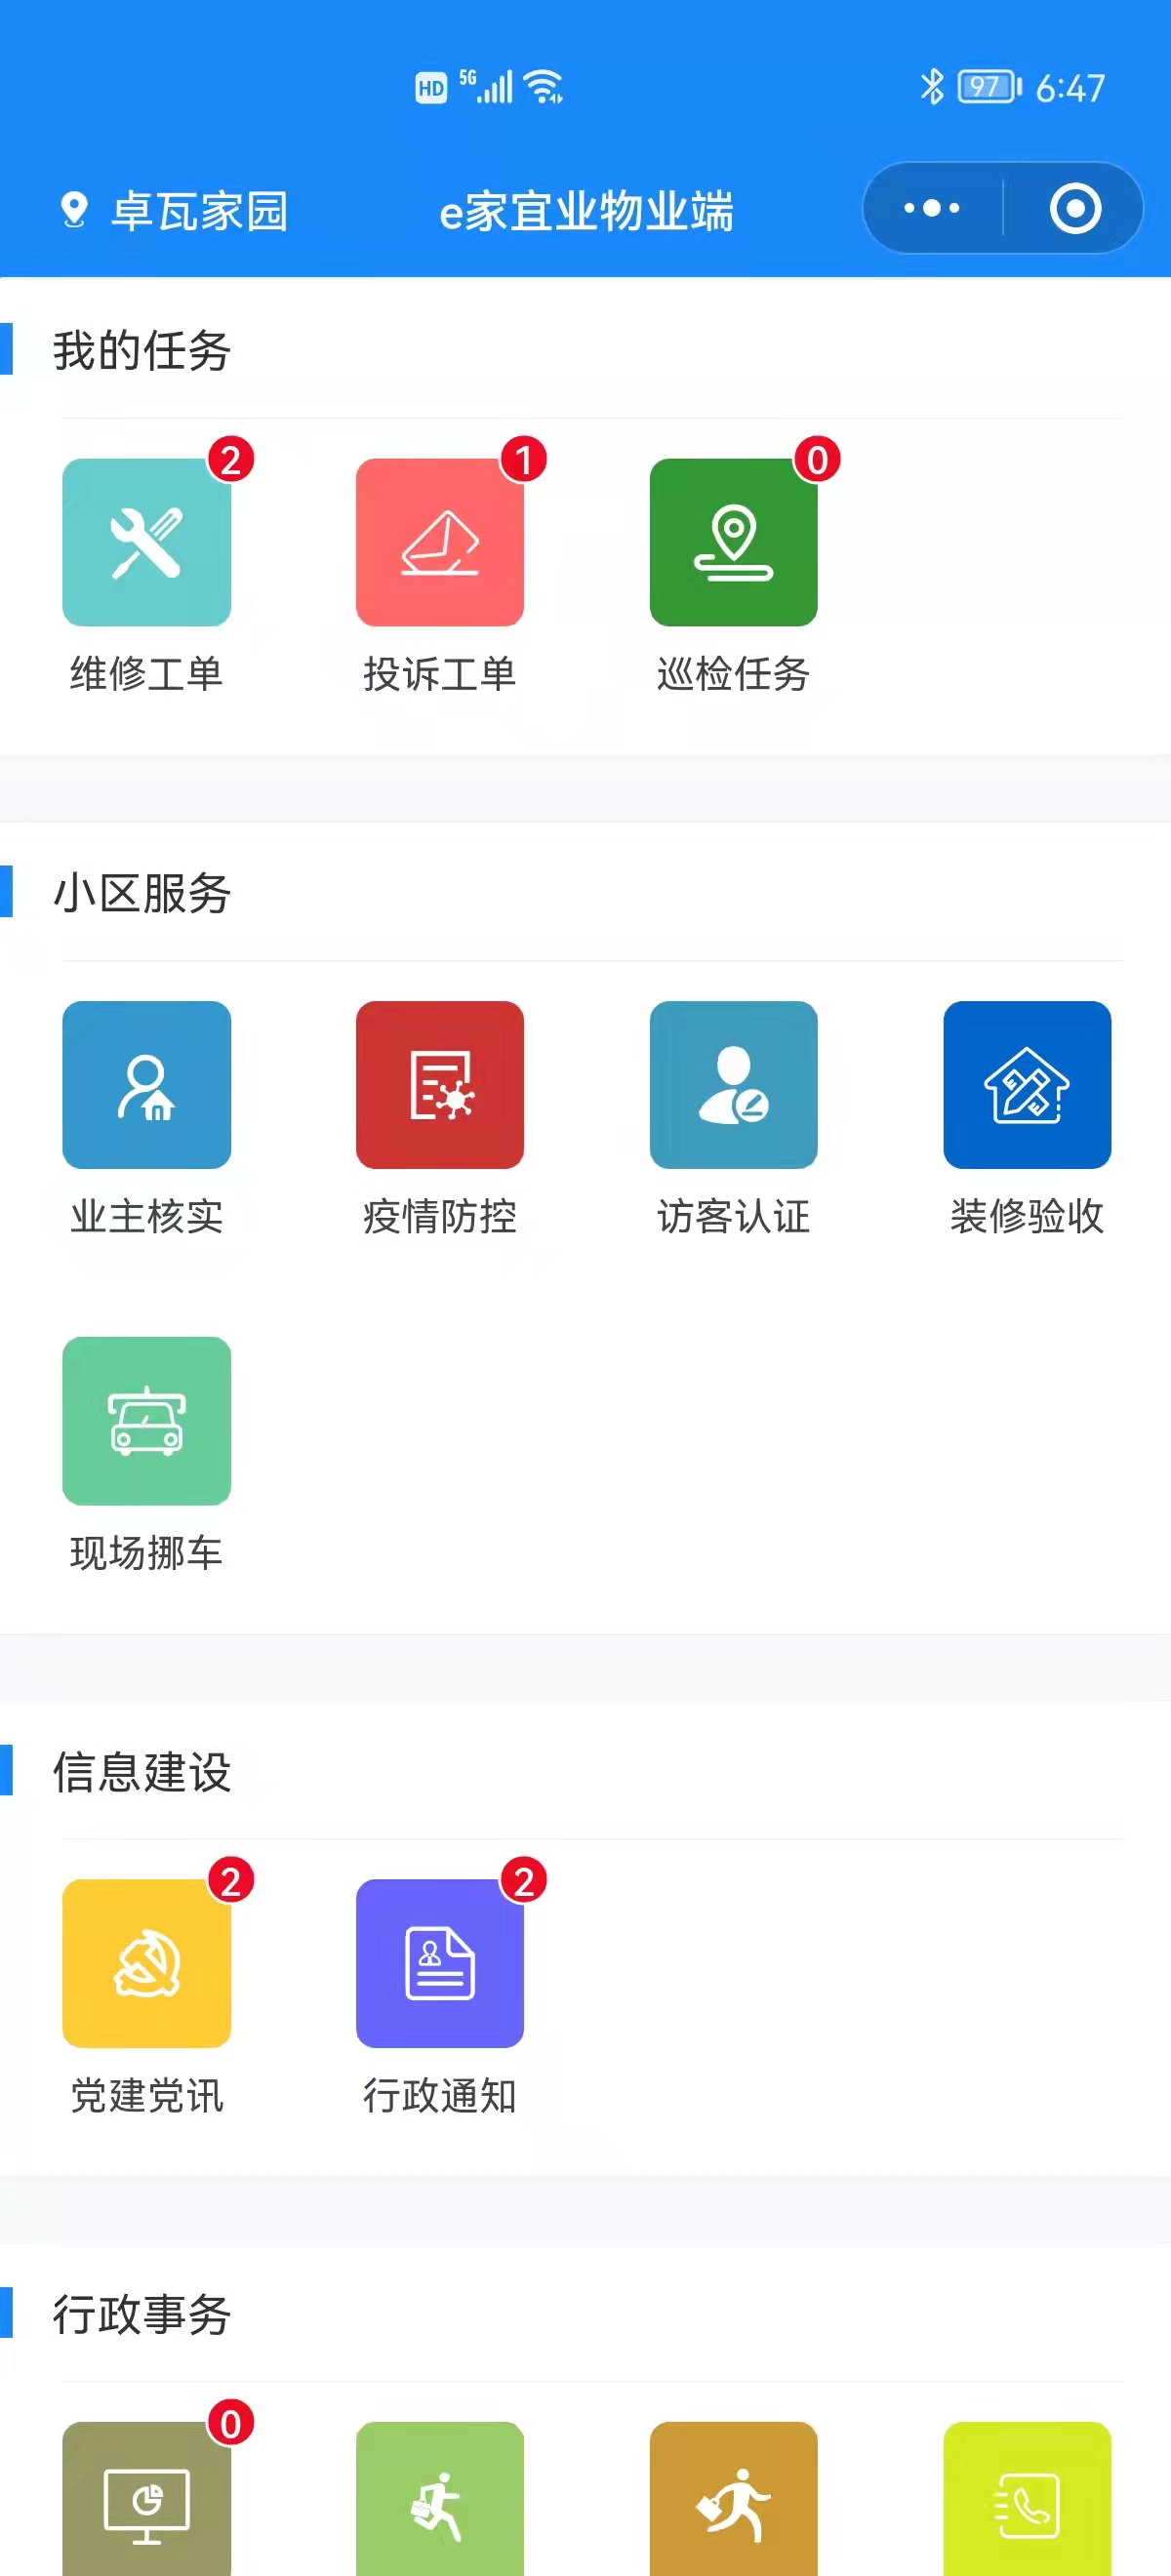 HD 5G 97 6:47
卓瓦家园 e家宜业物业端
我的任务
2 1 0
维修工单 投诉工单 巡检任务
小区服务
业主核实 疫情防控 访客认证 装修验收
现场挪车
信息建设
2 2
党建党讯 行政通知
行政事务
0